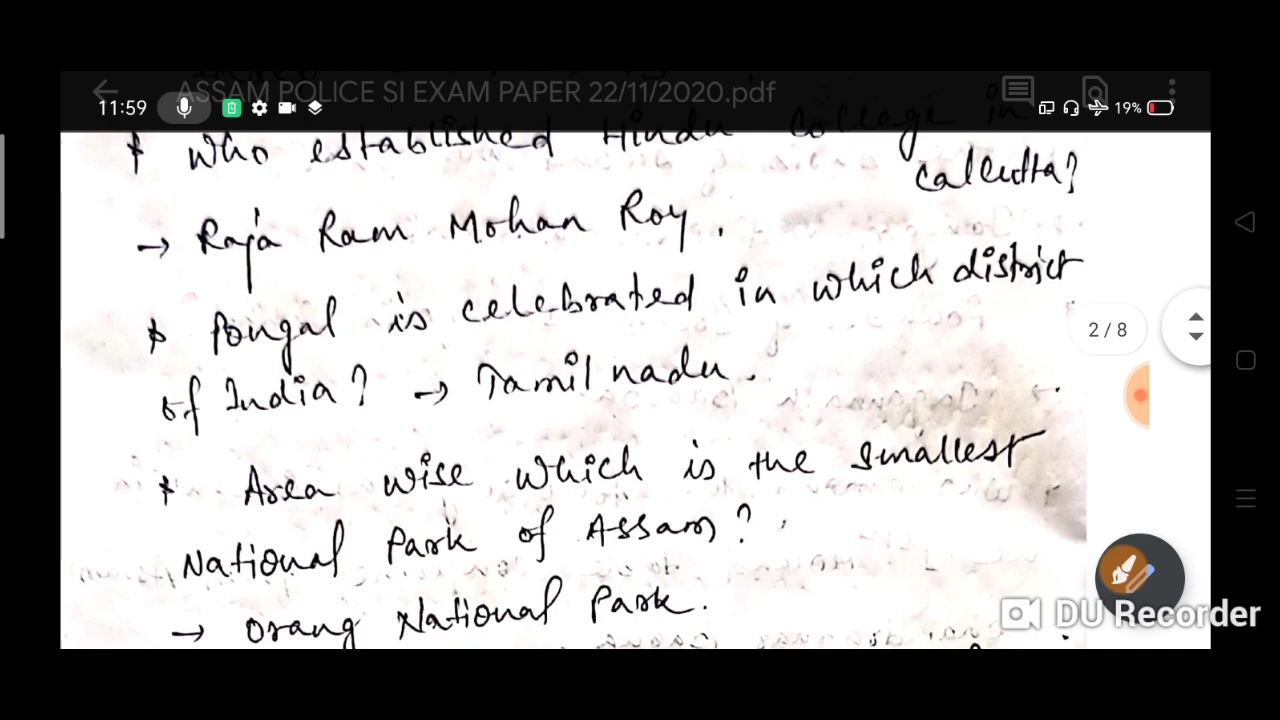 ASSAM POLICE SI EXAM PAPER 22/11/2020.pdf
11:59
19%
* Who established Hindu College in
Calcutta?
→ Raja Ram Mohan Roy.
* Pongal is celebrated in which district
of India? → Tamil nadu.
2/8
* Area wise which is the smallest
National Park of Assam?
→ Orang National Park.
DU Recorder